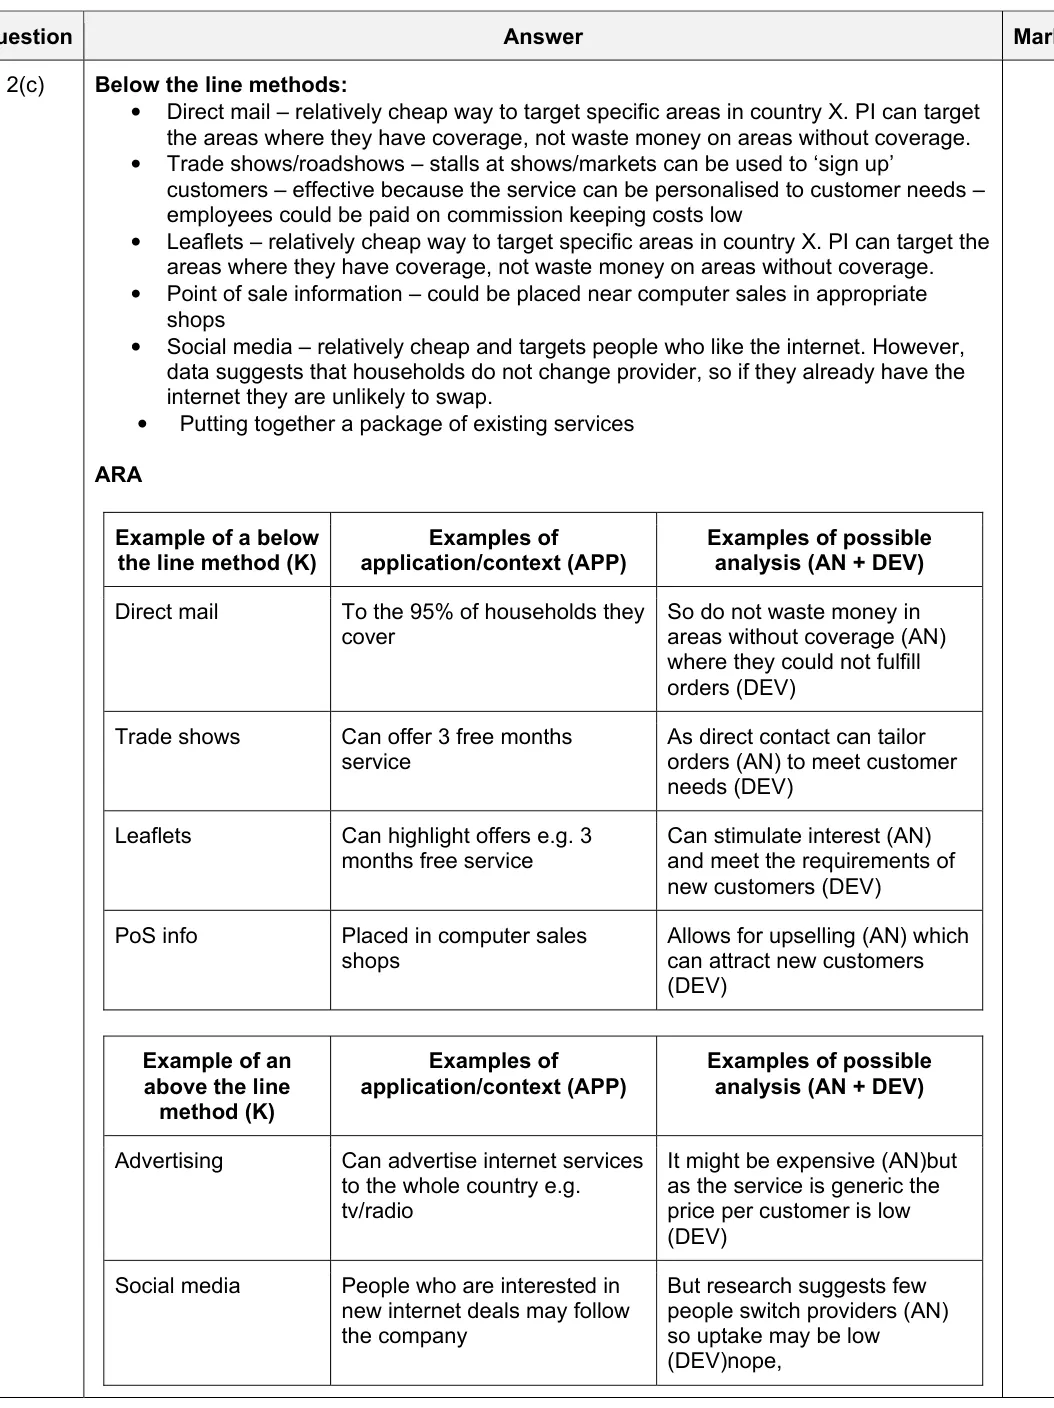 uestion Answer Mar
2(c) Below the line methods:
• Direct mail – relatively cheap way to target specific areas in country X. PI can target
the areas where they have coverage, not waste money on areas without coverage.
• Trade shows/roadshows – stalls at shows/markets can be used to ‘sign up’
customers – effective because the service can be personalised to customer needs –
employees could be paid on commission keeping costs low
• Leaflets – relatively cheap way to target specific areas in country X. PI can target the
areas where they have coverage, not waste money on areas without coverage.
• Point of sale information – could be placed near computer sales in appropriate
shops
• Social media – relatively cheap and targets people who like the internet. However,
data suggests that households do not change provider, so if they already have the
internet they are unlikely to swap.
• Putting together a package of existing services
ARA
Example of a below
the line method (K)
Examples of
application/context (APP)
Examples of possible
analysis (AN + DEV)
Direct mail
To the 95% of households they
cover
So do not waste money in
areas without coverage (AN)
where they could not fulfill
orders (DEV)
Trade shows
Can offer 3 free months
service
As direct contact can tailor
orders (AN) to meet customer
needs (DEV)
Leaflets
Can highlight offers e.g. 3
months free service
Can stimulate interest (AN)
and meet the requirements of
new customers (DEV)
PoS info
Placed in computer sales
shops
Allows for upselling (AN) which
can attract new customers
(DEV)
Example of an
above the line
method (K)
Examples of
application/context (APP)
Examples of possible
analysis (AN + DEV)
Advertising
Can advertise internet services
to the whole country e.g.
tv/radio
It might be expensive (AN)but
as the service is generic the
price per customer is low
(DEV)
Social media
People who are interested in
new internet deals may follow
the company
But research suggests few
people switch providers (AN)
so uptake may be low
(DEV)nope,